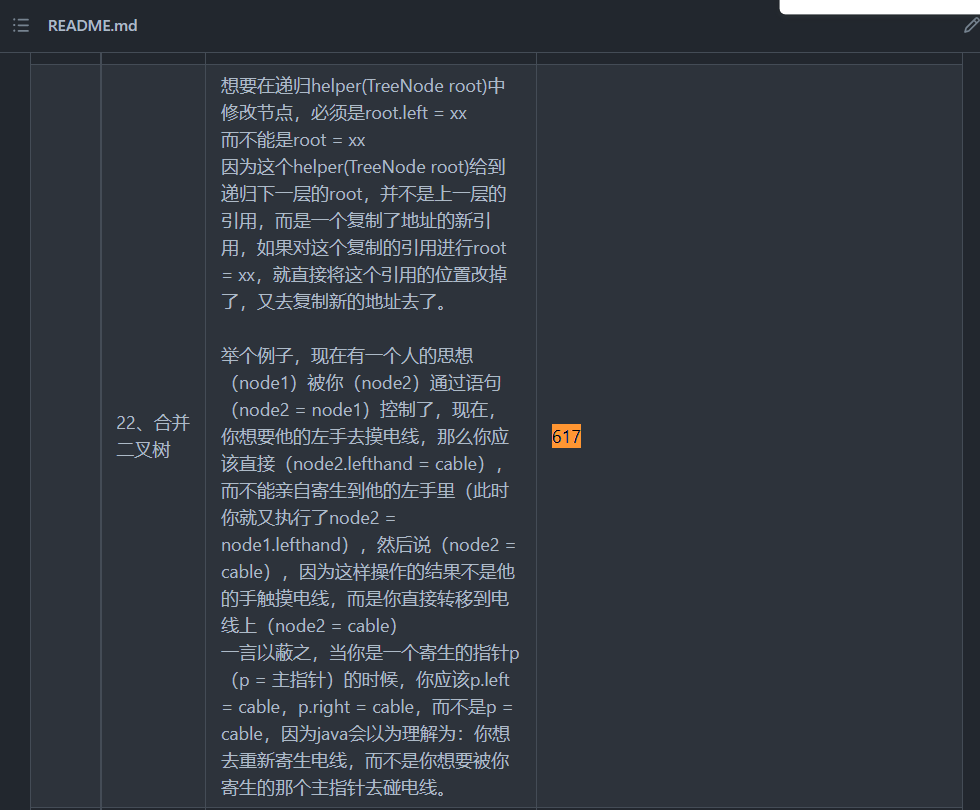 README.md
想要在递归helper(TreeNode root)中
修改节点，必须是root.left = xx
而不能是root = xx
因为这个helper(TreeNode root)给到
递归下一层的root，并不是上一层的
引用，而是一个复制了地址的新引
用，如果对这个复制的引用进行root
= xx，就直接将这个引用的位置改掉
了，又去复制新的地址去了。
举个例子，现在有一个人的思想
（node1）被你（node2）通过语句
（node2 = node1）控制了，现在，
你想要他的左手去摸电线，那么你应
该直接（node2.lefthand = cable），
而不能亲自寄生到他的左手里（此时
你就又执行了node2 =
node1.lefthand），然后说（node2 =
cable），因为这样操作的结果不是他
的手触摸电线，而是你直接转移到电
线上（node2 = cable）
一言以蔽之，当你是一个寄生的指针p
（p = 主指针）的时候，你应该p.left
= cable，p.right = cable，而不是p =
cable，因为java会以为理解为：你想
去重新寄生电线，而不是你想要被你
寄生的那个主指针去碰电线。
22、合并
二叉树
617